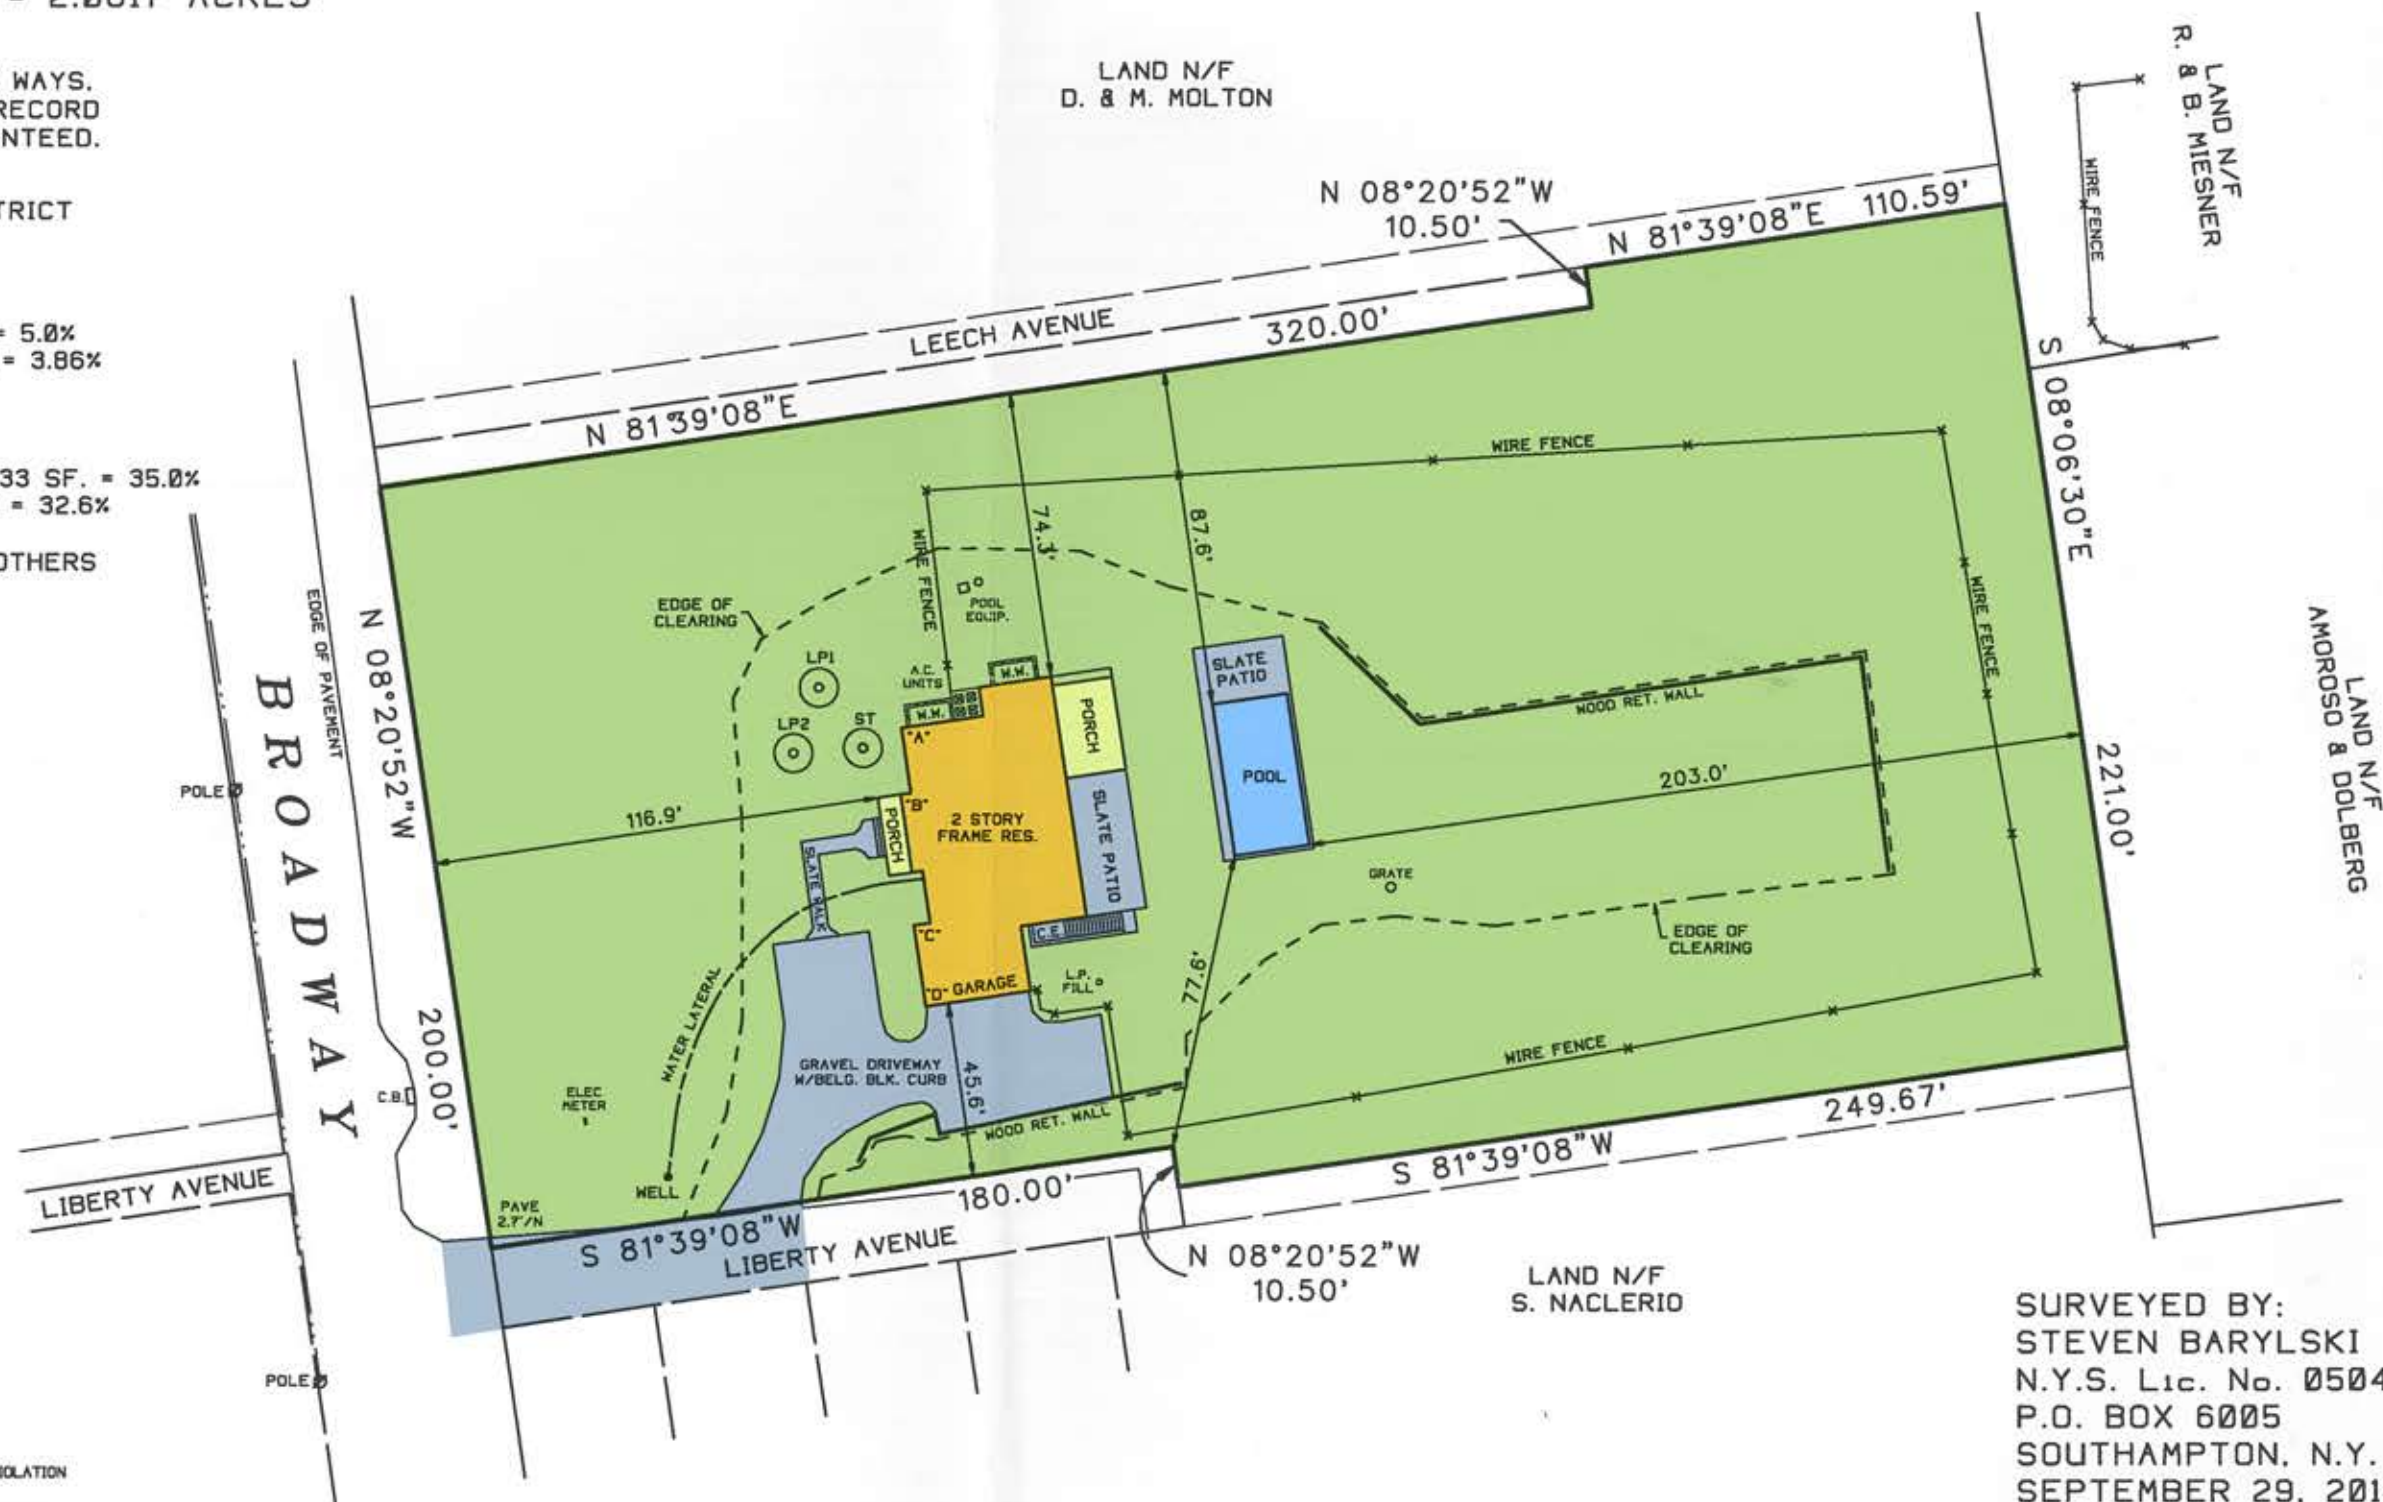 ACRES
WAYS.
RECORD
NTEED.
TRICT
= 5.0%
= 3.86%
33 SF. = 35.0%
= 32.6%
OTHERS
LAND N/F
D. & M. MOLTON
LAND N/F
R. & B. MIESNER
WIRE FENCE
N 08°20'52"W
10.50'
N 81°39'08"E 110.59'
LEECH AVENUE
320.00'
N 81°39'08"E
S 08°06'30"E
221.00'
WIRE FENCE
WIRE FENCE
WIRE FENCE
74.3'
87.6'
EDGE OF
CLEARING
POOL
EQUIP.
LP1
LP2
ST
A.C.
UNITS
W.W.
W.W.
SLATE
PATIO
POOL
PORCH
SLATE PATIO
"A"
"B"
2 STORY
FRAME RES.
PORCH
"C"
"D" GARAGE
C.E.
L.P.
FILL
SLATE WALK
116.9'
WOOD RET. WALL
203.0'
GRATE
EDGE OF
CLEARING
77.6'
WATER LATERAL
GRAVEL DRIVEWAY
W/BELG. BLK. CURB
45.6'
WOOD RET. WALL
WIRE FENCE
ELEC
METER
WELL
PAVE
2.7'/N
EDGE OF PAVEMENT
N 08°20'52"W
200.00'
BROADWAY
POLE
C.B.
LIBERTY AVENUE
POLE
S 81°39'08"W
180.00'
LIBERTY AVENUE
N 08°20'52"W
10.50'
S 81°39'08"W
249.67'
LAND N/F
S. NACLERIO
LAND N/F
AMOROSO & DOLBERG
SURVEYED BY:
STEVEN BARYLSKI
N.Y.S. Lic. No. 0504
P.O. BOX 6005
SOUTHAMPTON, N.Y.
SEPTEMBER 29, 201
IOLATION